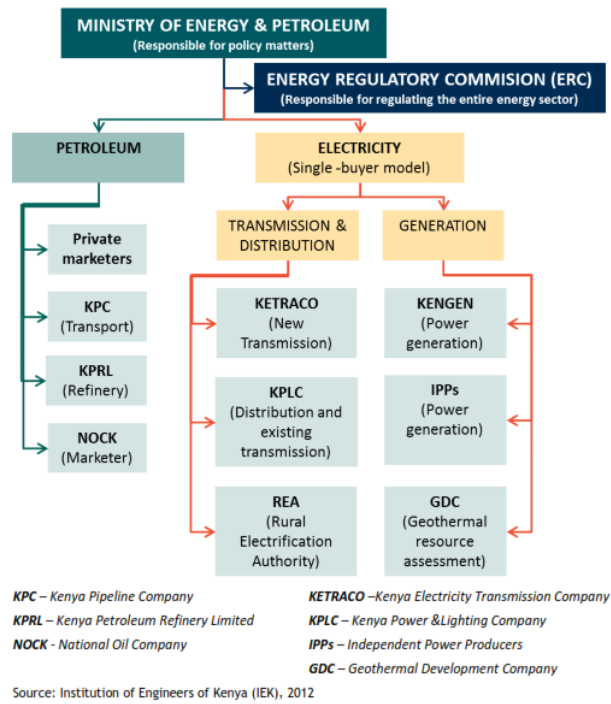 MINISTRY OF ENERGY & PETROLEUM
(Responsible for policy matters)
ENERGY REGULATORY COMMISION (ERC)
(Responsible for regulating the entire energy sector)
PETROLEUM
ELECTRICITY
(Single -buyer model)
TRANSMISSION &
DISTRIBUTION
GENERATION
Private
marketers
KPC
(Transport)
KPRL
(Refinery)
NOCK
(Marketer)
KETRACO
(New
Transmission)
KPLC
(Distribution and
existing
transmission)
REA
(Rural
Electrification
Authority)
KENGEN
(Power
generation)
IPPs
(Power
generation)
GDC
(Geothermal
resource
assessment)
KPC – Kenya Pipeline Company
KPRL – Kenya Petroleum Refinery Limited
NOCK - National Oil Company
KETRACO –Kenya Electricity Transmission Company
KPLC – Kenya Power &Lighting Company
IPPs – Independent Power Producers
GDC – Geothermal Development Company
Source: Institution of Engineers of Kenya (IEK), 2012